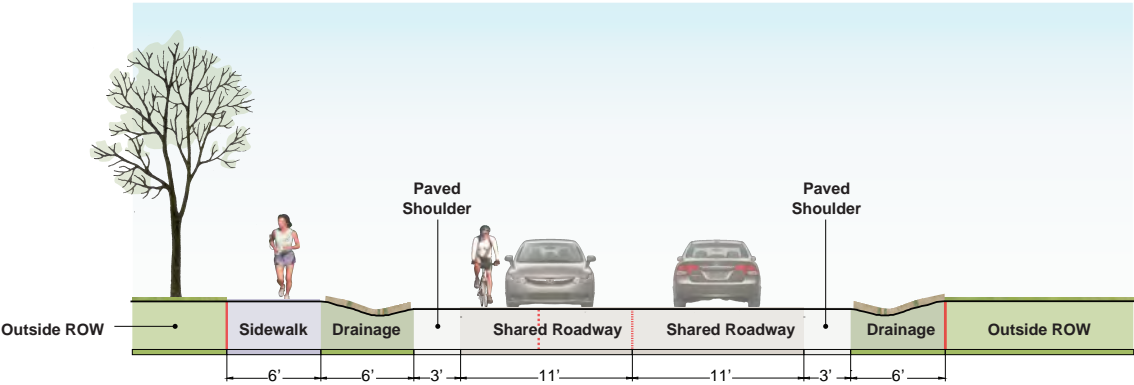 Paved
Shoulder
Paved
Shoulder
Outside ROW
Sidewalk
Drainage
Shared Roadway
Shared Roadway
Drainage
Outside ROW
6'
6'
3'
11'
11'
3'
6'